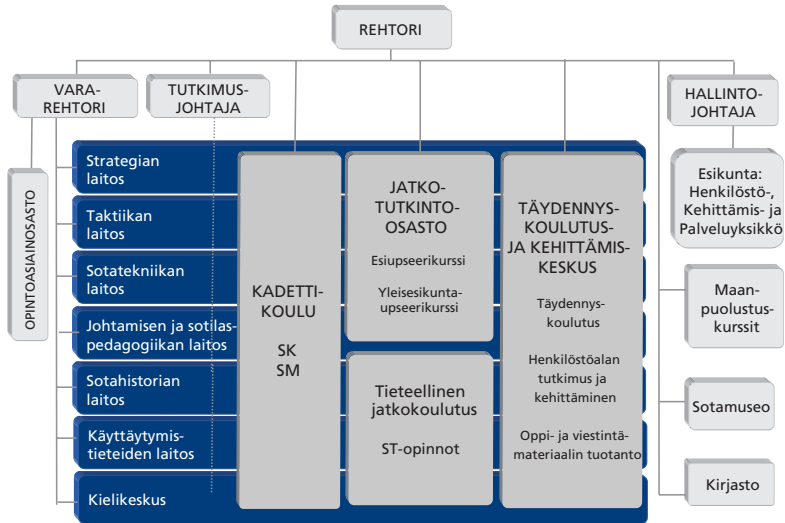 REHTORI
VARA-
REHTORI
TUTKIMUS-
JOHTAJA
HALLINTO-
JOHTAJA
OPINTOASIAINOSASTO
Strategian
laitos
Taktiikan
laitos
Sotatekniikan
laitos
Johtamisen ja sotilas-
pedagogiikan laitos
Sotahistorian
laitos
Käyttäytymis-
tieteiden laitos
Kielikeskus
KADETTI-
KOULU
SK
SM
JATKO-
TUTKINTO-
OSASTO
Esiupseerikurssi
Yleisesikunta-
upseerikurssi
Tieteellinen
jatkokoulutus
ST-opinnot
TÄYDENNYS-
KOULUTUS-
JA KEHITTÄMIS-
KESKUS
Täydennys-
koulutus
Henkilöstöalan
tutkimus ja
kehittäminen
Oppi- ja viestintä-
materiaalin tuotanto
Esikunta:
Henkilöstö-,
Kehittämis- ja
Palveluyksikkö
Maan-
puolustus-
kurssit
Sotamuseo
Kirjasto